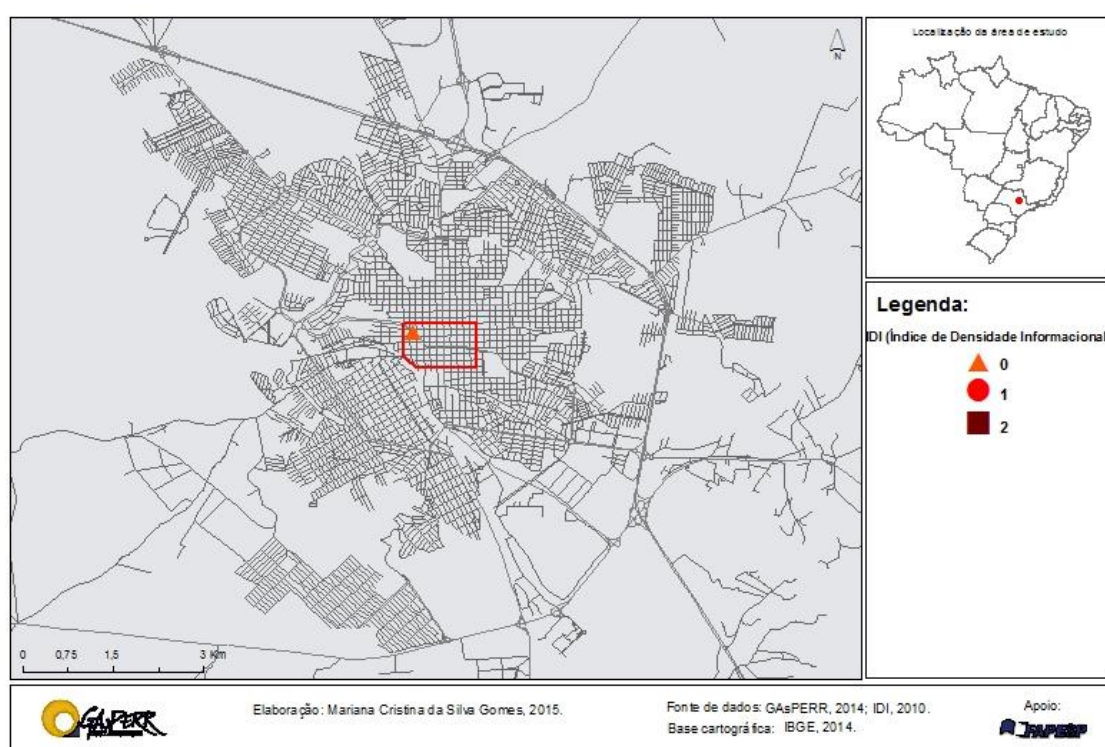 Localização da área de estudo
N
Legenda:
IDI (Índice de Densidade Informacional
0
1
2
0 0,75 1,5 3 Km
GAsPERR
Elaboração: Mariana Cristina da Silva Gomes, 2015.
Fonte de dados: GAsPERR, 2014; IDI, 2010.
Base cartográfica: IBGE, 2014.
Apoio:
FAPESP